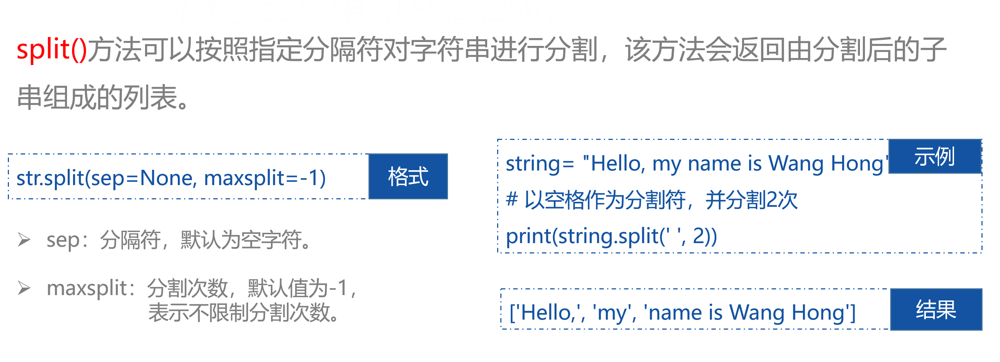 split()方法可以按照指定分隔符对字符串进行分割，该方法会返回由分割后的子
串组成的列表。
str.split(sep=None, maxsplit=-1)
格式
sep：分隔符，默认为空字符。
maxsplit：分割次数，默认值为-1，
表示不限制分割次数。
string= "Hello, my name is Wang Hong"
示例
# 以空格作为分割符，并分割2次
print(string.split(' ', 2))
['Hello,', 'my', 'name is Wang Hong']
结果